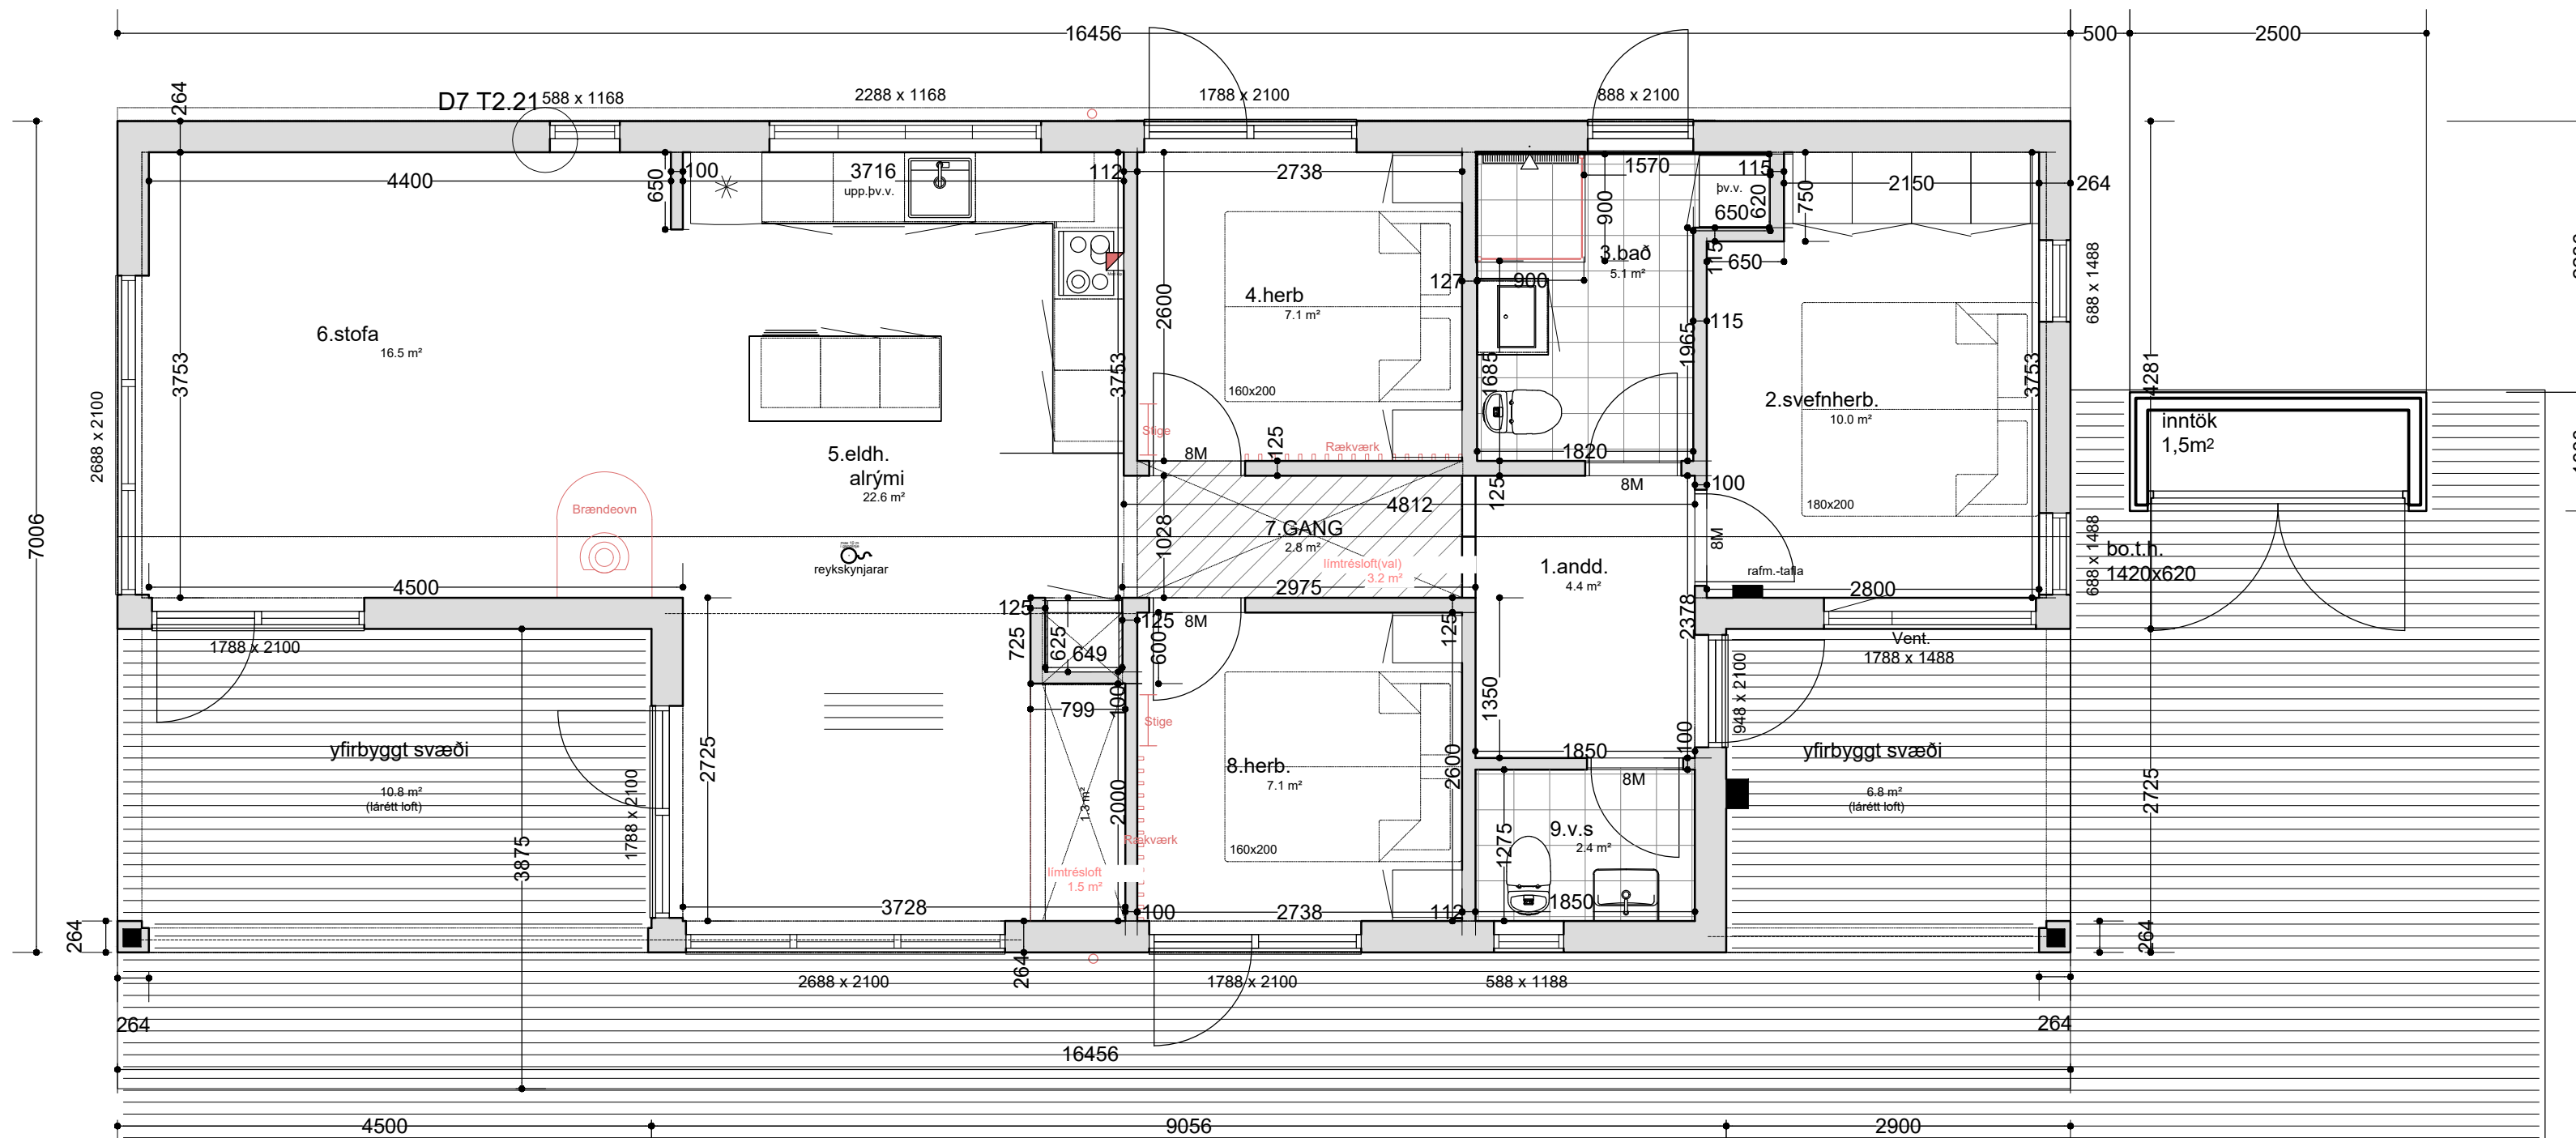 16456
500
2500
D7 T2.21
588 x 1168
2288 x 1168
1788 x 2100
888 x 2100
264
4400
650
100
3716
upp.þv.v.
112
2738
1570
115
þv.v.
650
620
750
2150
264
900
3.bað
5.1 m²
115
650
127
900
115
688 x 1488
6.stofa
16.5 m²
3753
2688 x 2100
7006
3753
2600
4.herb
7.1 m²
160x200
1685
1965
2.svefnherb.
10.0 m²
3753
180x200
4281
inntök
1,5m²
5.eldh.
alrými
22.6 m²
Stige
8M
125
Rækværk
1820
8M
125
100
4812
Brændeovn
reykskynjarar
1028
7.GANG
2.8 m²
límtrésloft(val)
3.2 m²
2975
1.andd.
4.4 m²
8M
rafm.-tafla
2800
688 x 1488
bo.t.h.
1420x620
4500
125
725
625
649
125
600
8M
125
2378
1788 x 2100
Vent.
1788 x 1488
948 x 2100
799
100
Stige
1350
1850
100
2725
yfirbyggt svæði
10.8 m²
(lárétt loft)
1788 x 2100
3875
1.3 m²
2000
Rækværk
límtrésloft
1.5 m²
8.herb.
7.1 m²
160x200
2600
8M
1275
9.v.s
2.4 m²
1850
yfirbyggt svæði
6.8 m²
(lárétt loft)
2725
264
3728
100
2738
112
264
264
2688 x 2100
1788 x 2100
588 x 1188
264
264
16456
4500
9056
2900